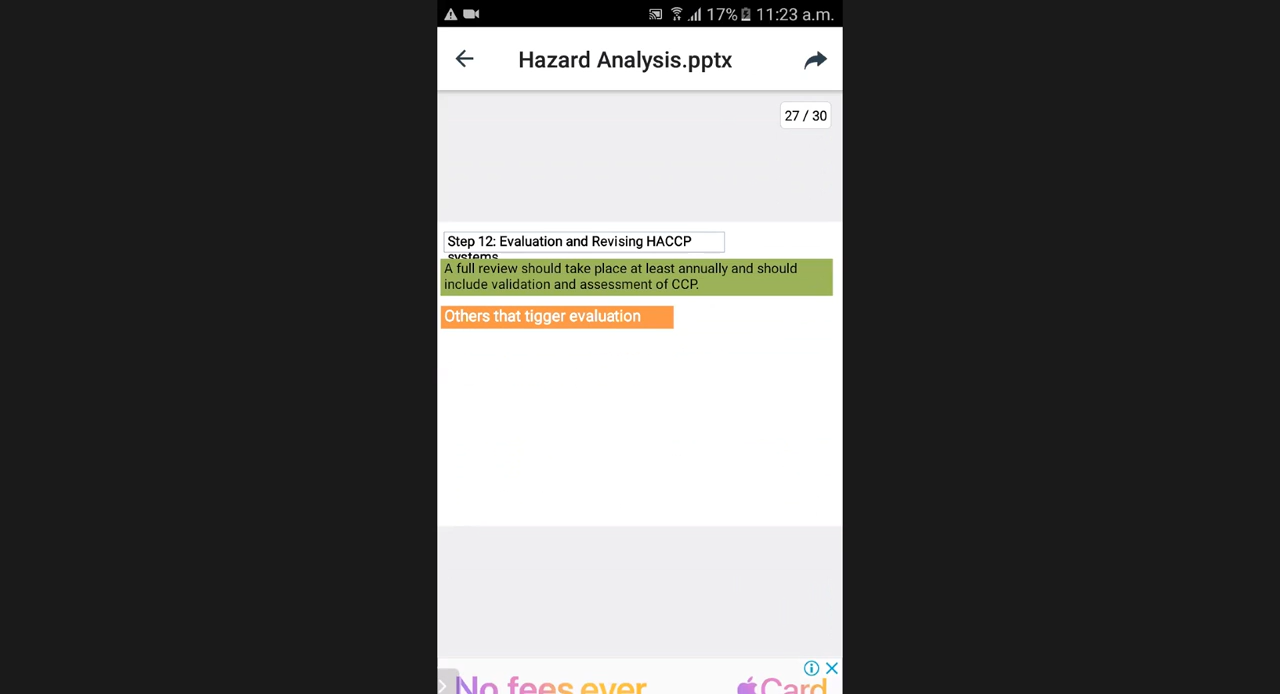 17% 11:23 a.m.
Hazard Analysis.pptx
27 / 30
Step 12: Evaluation and Revising HACCP
systems
A full review should take place at least annually and should
include validation and assessment of CCP.
Others that tigger evaluation
No fees ever
Card